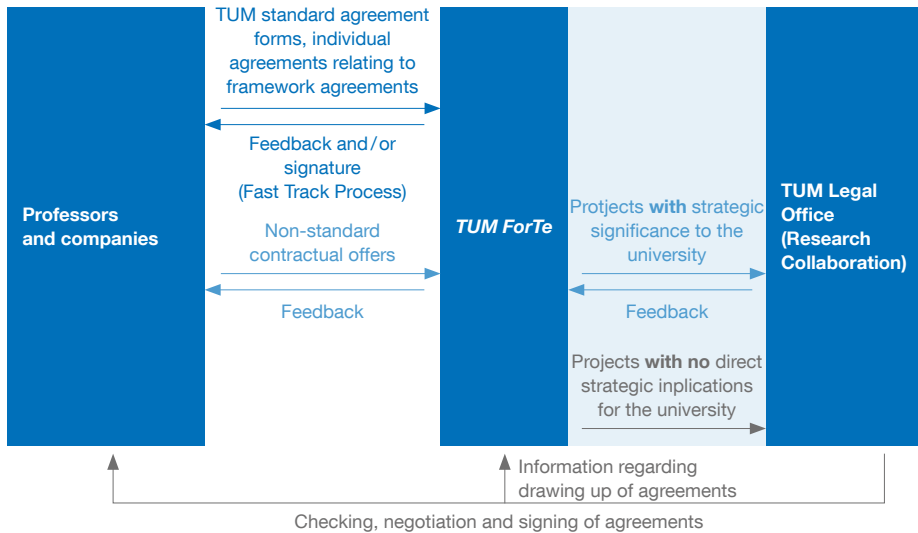 TUM standard agreement
forms, individual
agreements relating to
framework agreements
Feedback and/or
signature
(Fast Track Process)
Professors
and companies
Non-standard
contractual offers
Feedback
TUM ForTe
Protjects with strategic
significance to the
university
Feedback
Projects with no direct
strategic inplications
for the university
TUM Legal
Office
(Research
Collaboration)
Information regarding
drawing up of agreements
Checking, negotiation and signing of agreements